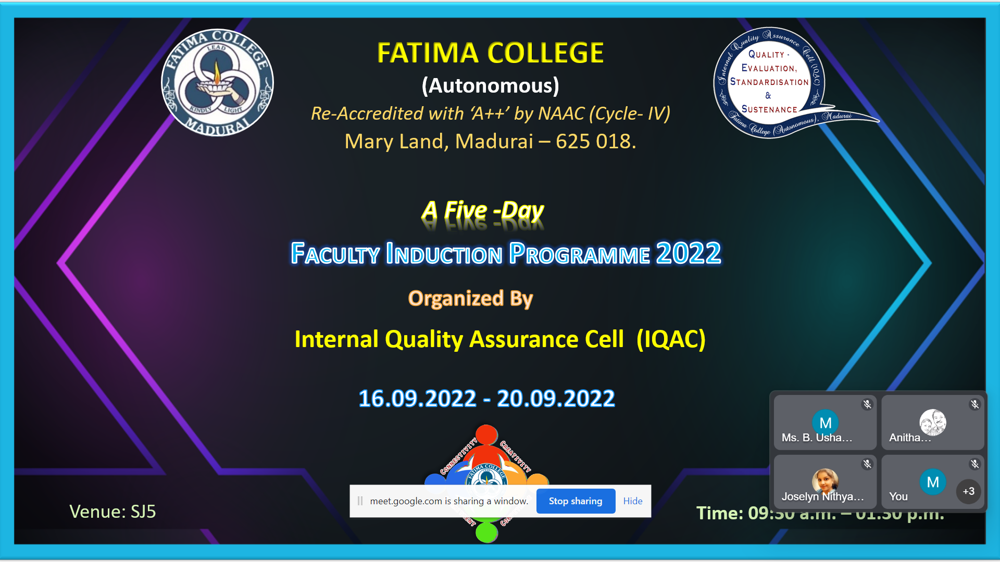 FATIMA COLLEGE
LEAD
KINDLY LIGHT
MADURAI
FATIMA COLLEGE
(Autonomous)
Re-Accredited with ‘A++’ by NAAC (Cycle- IV)
Mary Land, Madurai – 625 018.
Internal Quality Assurance Cell (IQAC)
QUALITY -
EVALUATION,
STANDARDISATION
&
SUSTENANCE
Fatima College (Autonomous), Madurai
A Five -Day
FACULTY INDUCTION PROGRAMME 2022
Organized By
Internal Quality Assurance Cell (IQAC)
16.09.2022 - 20.09.2022
CONNECTIVITY
CREATIVITY
FATIMA COLLEGE
meet.google.com is sharing a window.
Stop sharing
Hide
Venue: SJ5
Time: 09:30 a.m. – 01.30 p.m.
M
Ms. B. Usha...
Anitha...
Joselyn Nithya...
M
You
+3